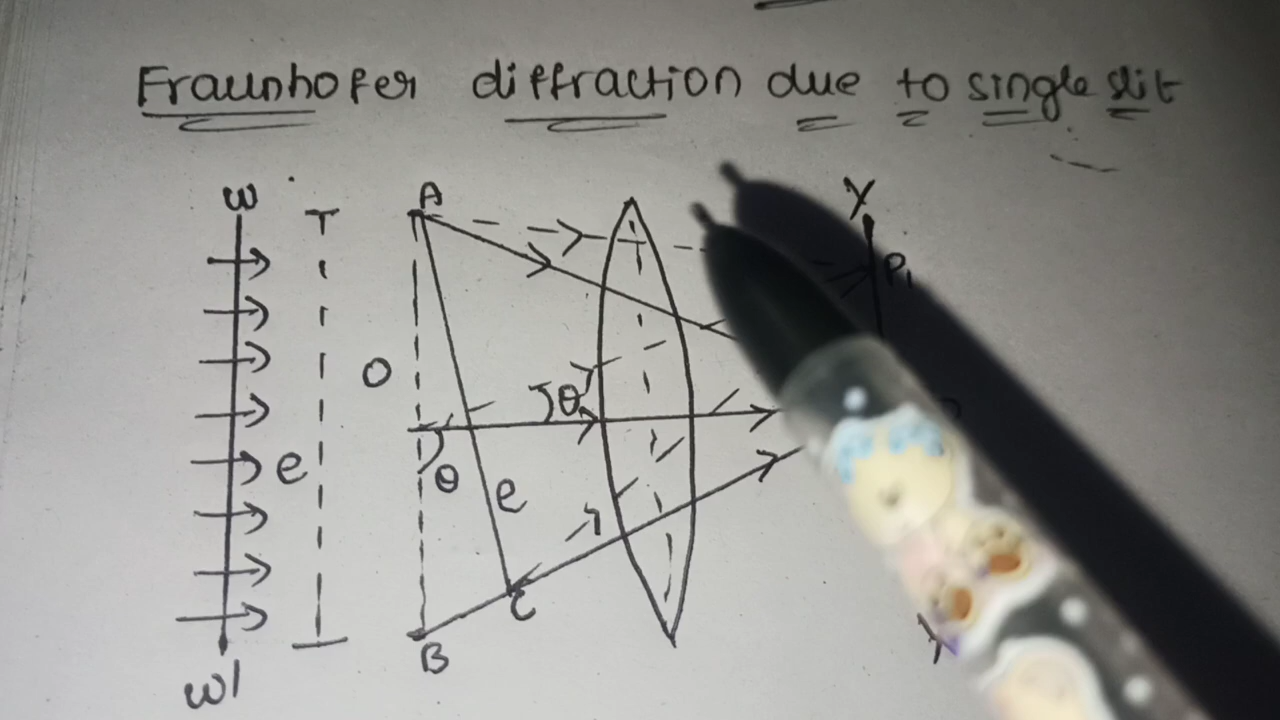 Fraunhofer diffraction due to single slit
w
A
Y
P1
O
θ
e
θ
e
C
B
w1